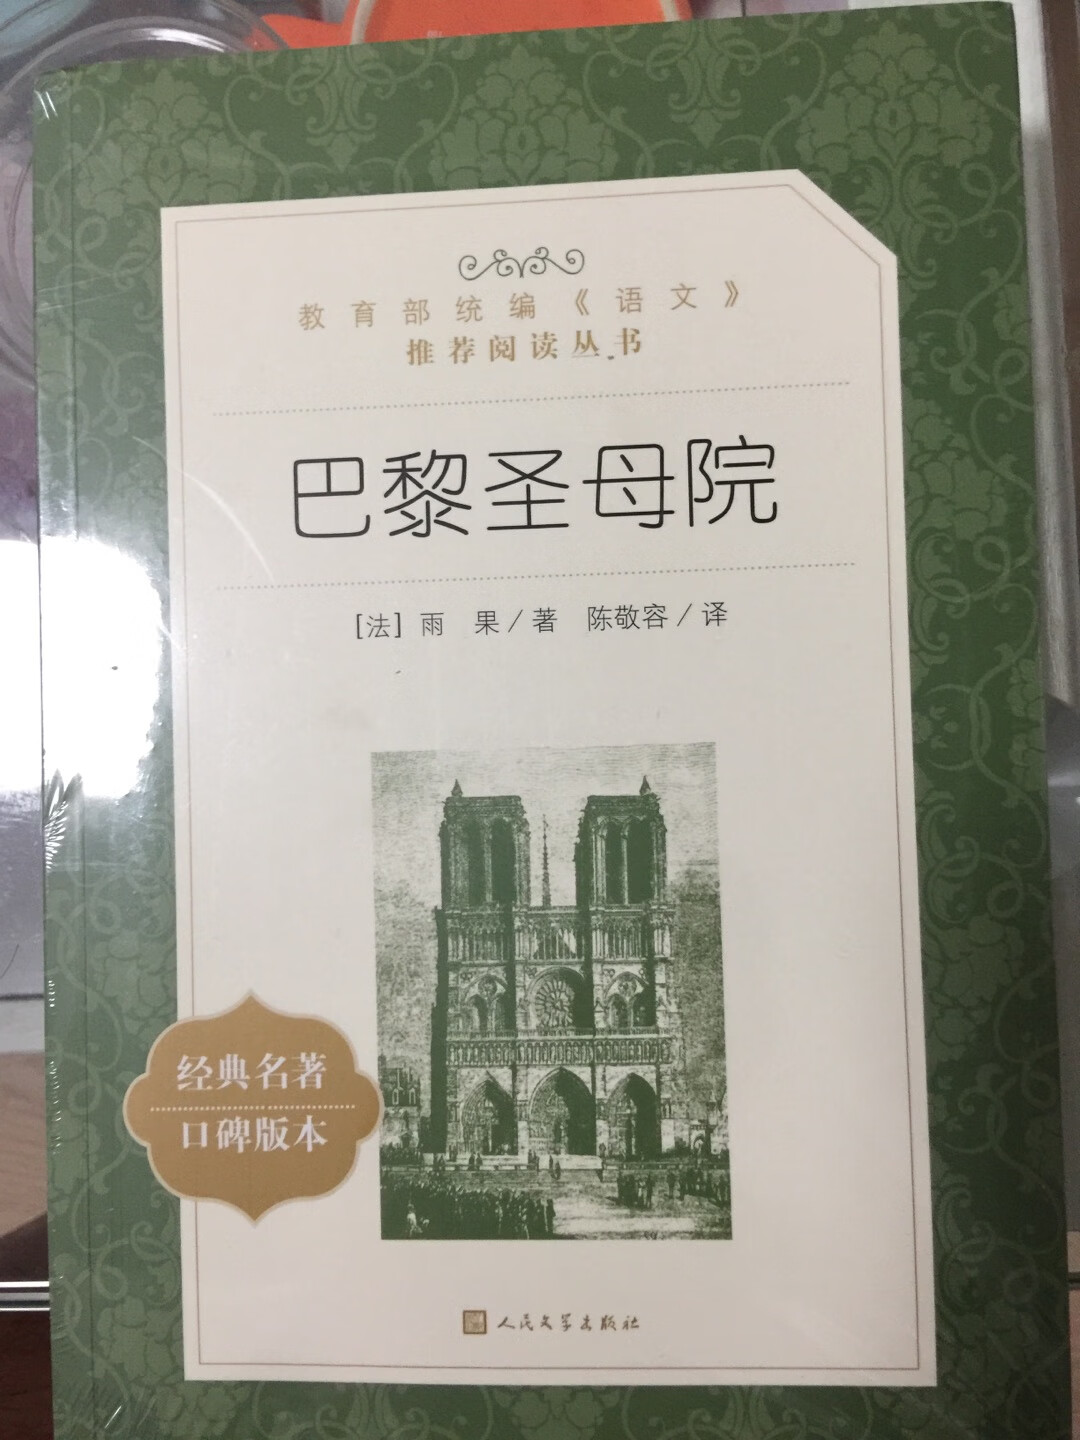 教育部统编《语文》
推荐阅读丛书
巴黎圣母院
[法] 雨 果／著 陈敬容／译
经典名著
口碑版本
人民文学出版社